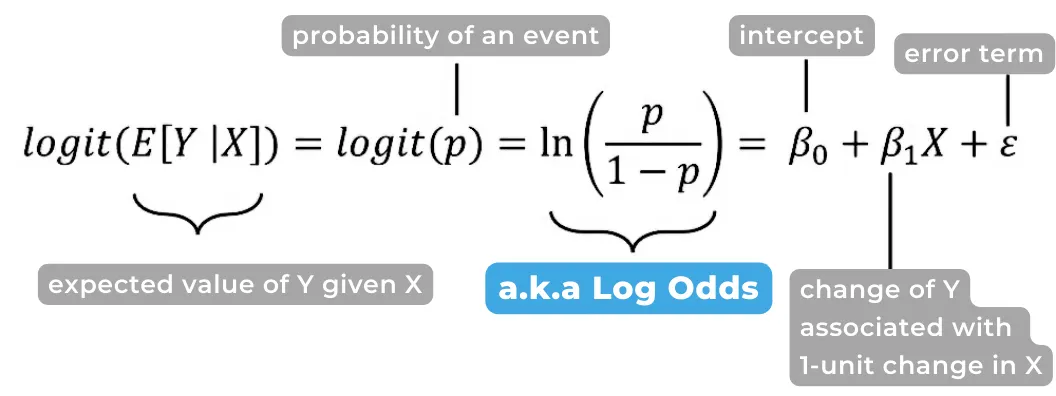 probability of an event
intercept
error term
logit(E[Y |X]) = logit(p) = ln(p / 1 − p) = β₀ + β₁X + ε
expected value of Y given X
a.k.a Log Odds
change of Y
associated with
1-unit change in X